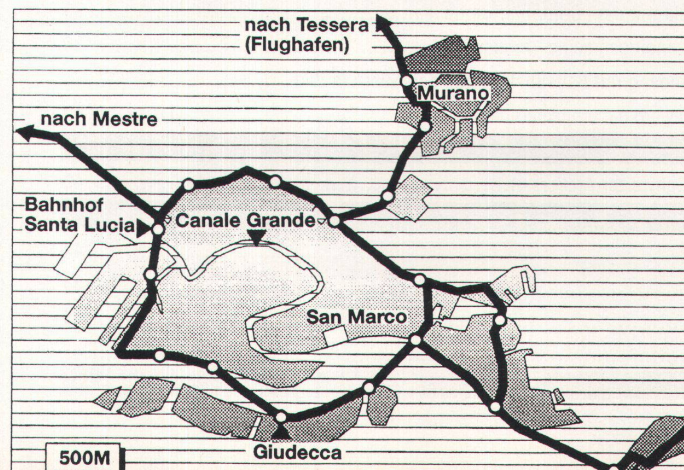 nach Tessera
(Flughafen)
Murano
nach Mestre
Bahnhof
Santa Lucia
Canale Grande
San Marco
Giudecca
500M